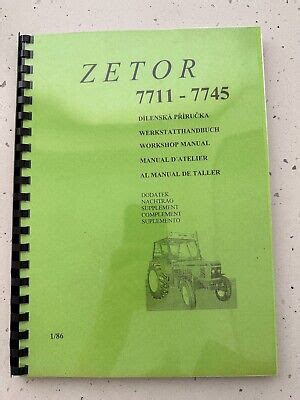 ZETOR
7711 - 7745
DÍLENSKÁ PŘÍRUČKA
WERKSTATTHANDBUCH
WORKSHOP MANUAL
MANUAL D'ATELIER
AL MANUAL DE TALLER
DODATEK
NACHTRAG
SUPPLEMENT
COMPLEMENT
SUPLEMENTO
1/86